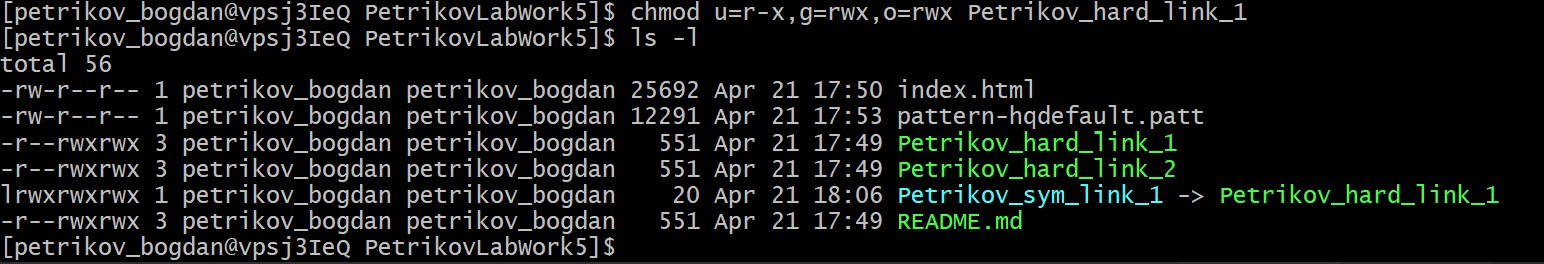 [petrikov_bogdan@vpsj3IeQ PetrikovLabWork5]$ chmod u=r-x,g=rwx,o=rwx Petrikov_hard_link_1
[petrikov_bogdan@vpsj3IeQ PetrikovLabWork5]$ ls -l
total 56
-rw-r--r-- 1 petrikov_bogdan petrikov_bogdan 25692 Apr 21 17:50 index.html
-rw-r--r-- 1 petrikov_bogdan petrikov_bogdan 12291 Apr 21 17:53 pattern-hqdefault.patt
-r--rwxrwx 3 petrikov_bogdan petrikov_bogdan   551 Apr 21 17:49 Petrikov_hard_link_1
-r--rwxrwx 3 petrikov_bogdan petrikov_bogdan   551 Apr 21 17:49 Petrikov_hard_link_2
lrwxrwxrwx 1 petrikov_bogdan petrikov_bogdan    20 Apr 21 18:06 Petrikov_sym_link_1 -> Petrikov_hard_link_1
-r--rwxrwx 3 petrikov_bogdan petrikov_bogdan   551 Apr 21 17:49 README.md
[petrikov_bogdan@vpsj3IeQ PetrikovLabWork5]$